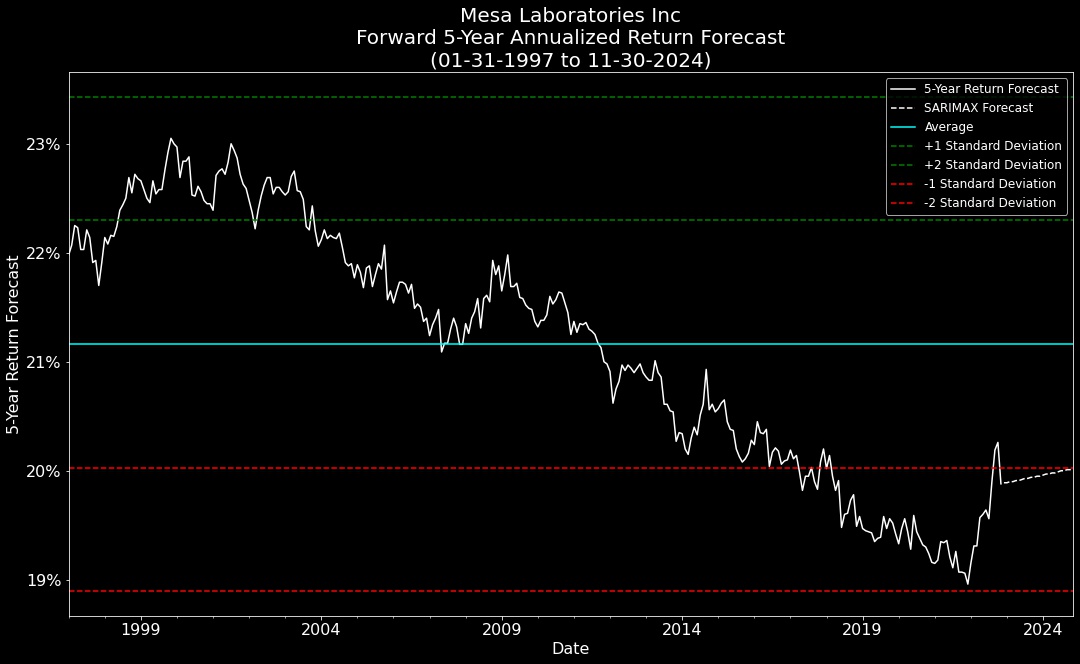 Mesa Laboratories Inc
Forward 5-Year Annualized Return Forecast
(01-31-1997 to 11-30-2024)
5-Year Return Forecast
SARIMAX Forecast
Average
+1 Standard Deviation
+2 Standard Deviation
-1 Standard Deviation
-2 Standard Deviation
5-Year Return Forecast
23%
22%
21%
20%
19%
1999
2004
2009
2014
2019
2024
Date